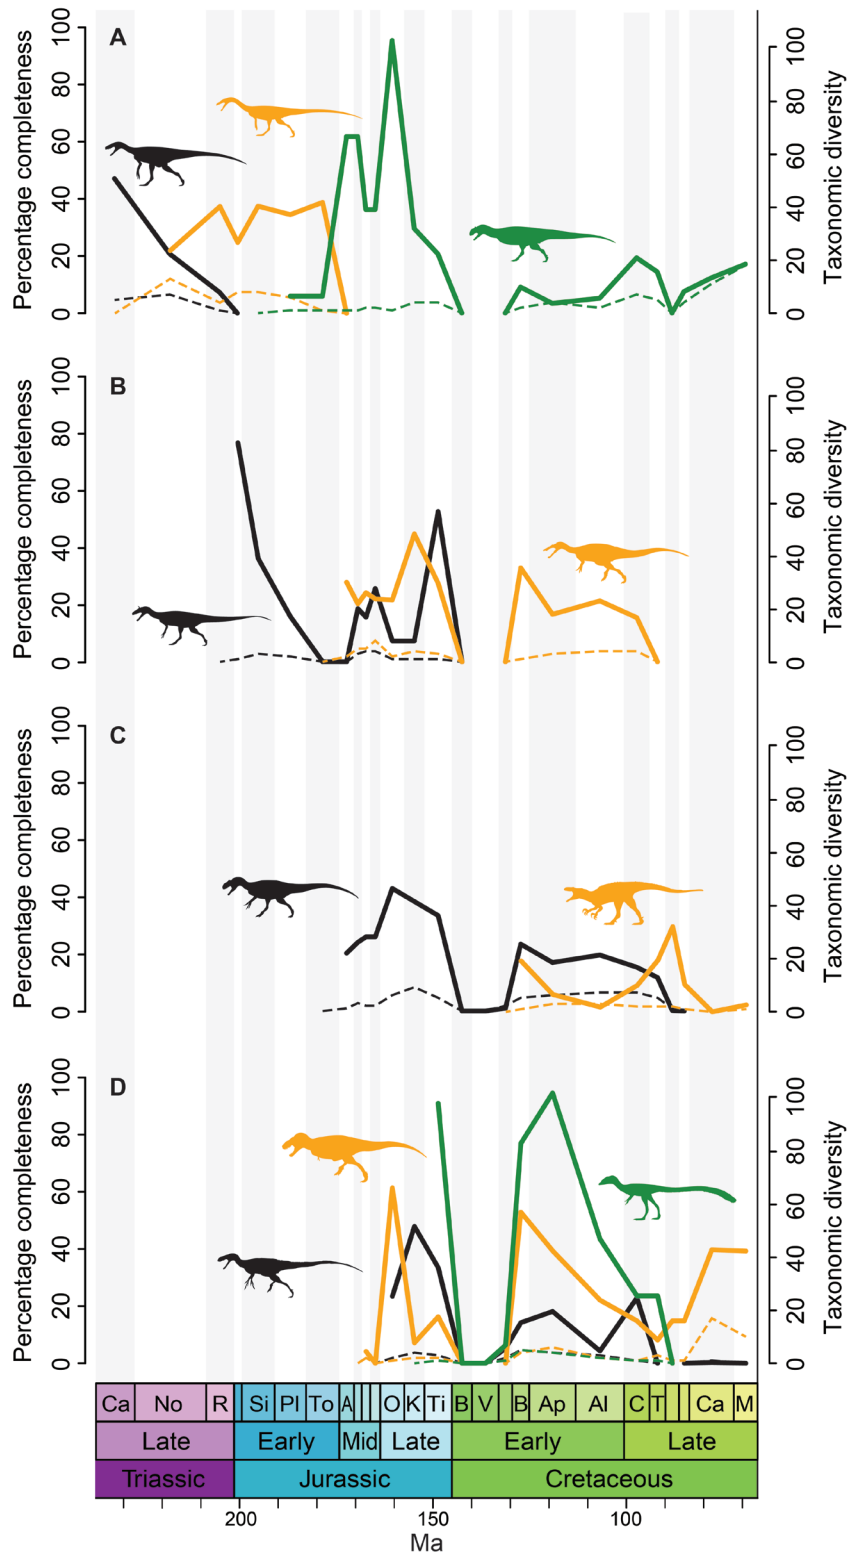 A
Percentage completeness
0 20 40 60 80 100
Taxonomic diversity
0 20 40 60 80 100
B
Percentage completeness
0 20 40 60 80 100
Taxonomic diversity
0 20 40 60 80 100
C
Percentage completeness
0 20 40 60 80 100
Taxonomic diversity
0 20 40 60 80 100
D
Percentage completeness
0 20 40 60 80 100
Taxonomic diversity
0 20 40 60 80 100
Ca No R Si Pl To A O K Ti B V B Ap Al C T Ca M
Late Early Mid Late Early Late
Triassic Jurassic Cretaceous
200 150 100
Ma